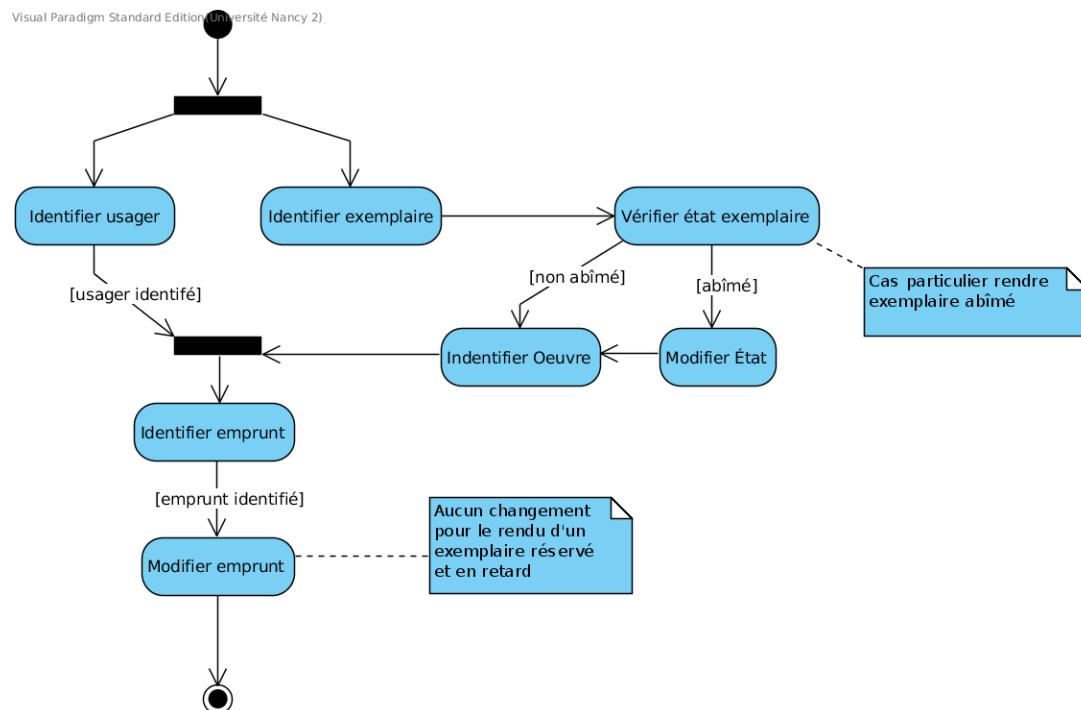 Visual Paradigm Standard Edition(Université Nancy 2)
Identifier usager
Identifier exemplaire
Vérifier état exemplaire
[usager identifé]
[non abîmé]
[abîmé]
Cas particulier rendre
exemplaire abîmé
Indentifier Oeuvre
Modifier État
Identifier emprunt
[emprunt identifié]
Aucun changement
pour le rendu d'un
exemplaire réservé
et en retard
Modifier emprunt